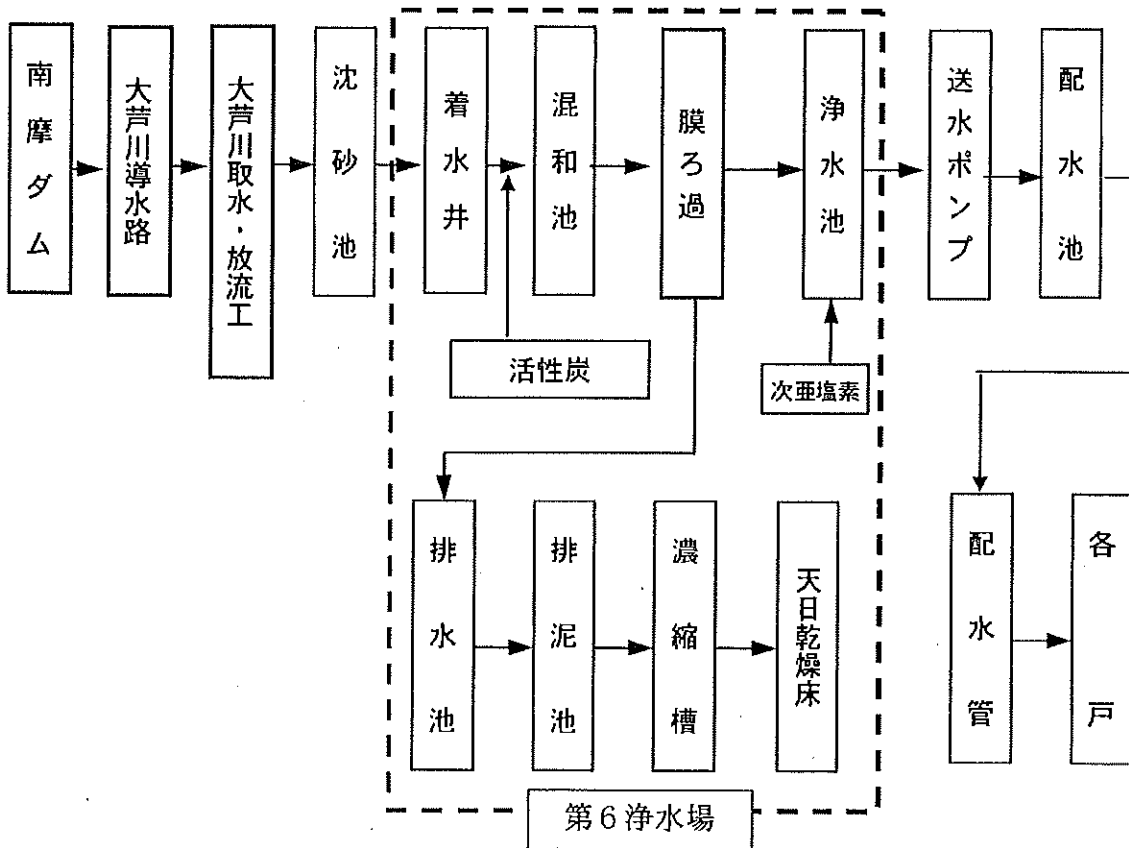 南摩ダム
大芦川導水路
大芦川取水・放流工
沈砂池
着水井
混和池
膜ろ過
浄水池
送水ポンプ
配水池
活性炭
次亜塩素
排水池
排泥池
濃縮槽
天日乾燥床
配水管
各戸
第6浄水場